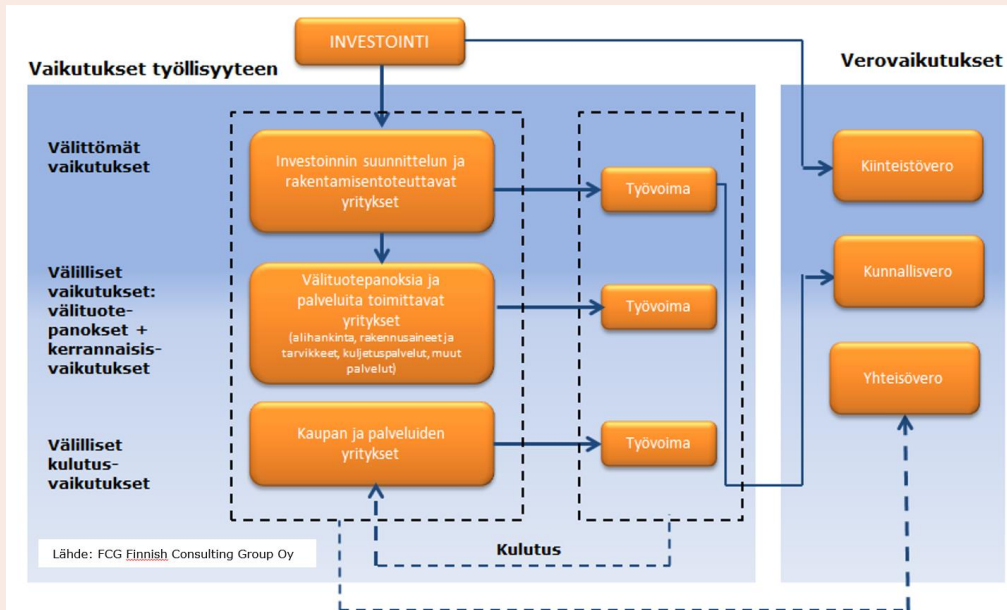 INVESTOINTI
Vaikutukset työllisyyteen
Verovaikutukset
Välittömät
vaikutukset
Investoinnin suunnittelun ja
rakentamisentoteuttavat
yritykset
Työvoima
Kiinteistövero
Välilliset
vaikutukset:
välituote-
panokset +
kerrannaisis-
vaikutukset
Välituotepanoksia ja
palveluita toimittavat
yritykset
(alihankinta, rakennusaineet ja
tarvikkeet, kuljetuspalvelut, muut
palvelut)
Työvoima
Kunnallisvero
Yhteisövero
Välilliset
kulutus-
vaikutukset
Kaupan ja palveluiden
yritykset
Työvoima
Kulutus
Lähde: FCG Finnish Consulting Group Oy